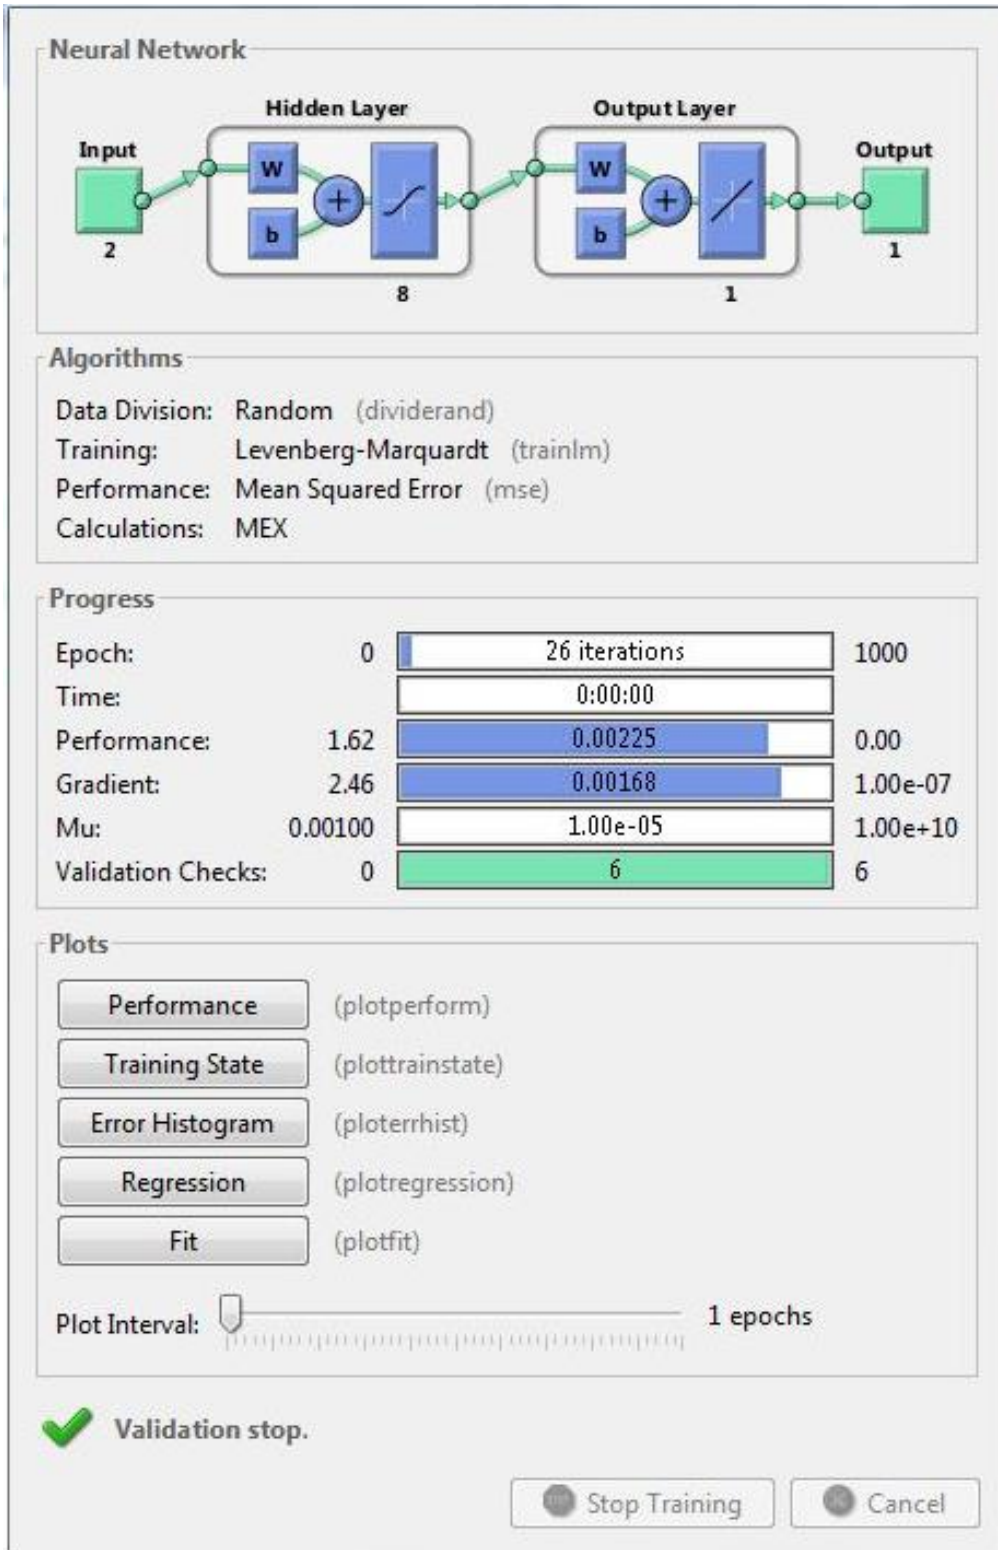 Neural Network
Hidden Layer Output Layer
Input Output
W W
b b
2 1
8 1
Algorithms
Data Division: Random (dividerand)
Training: Levenberg-Marquardt (trainlm)
Performance: Mean Squared Error (mse)
Calculations: MEX
Progress
Epoch: 0 26 iterations 1000
Time: 0:00:00
Performance: 1.62 0.00225 0.00
Gradient: 2.46 0.00168 1.00e-07
Mu: 0.00100 1.00e-05 1.00e+10
Validation Checks: 0 6 6
Plots
Performance (plotperform)
Training State (plottrainstate)
Error Histogram (ploterrhist)
Regression (plotregression)
Fit (plotfit)
Plot Interval: 1 epochs
Validation stop.
Stop Training Cancel